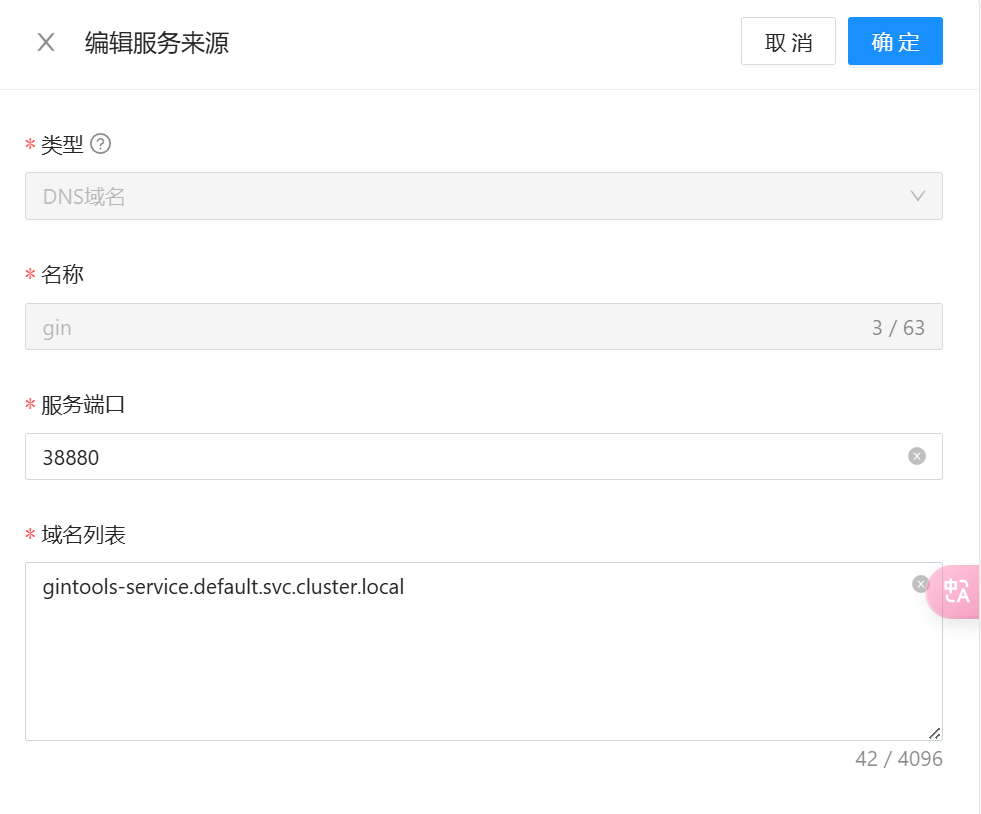 编辑服务来源
取 消
确 定
* 类型 ?
DNS域名
* 名称
gin
3 / 63
* 服务端口
38880
* 域名列表
gintools-service.default.svc.cluster.local
中A
42 / 4096